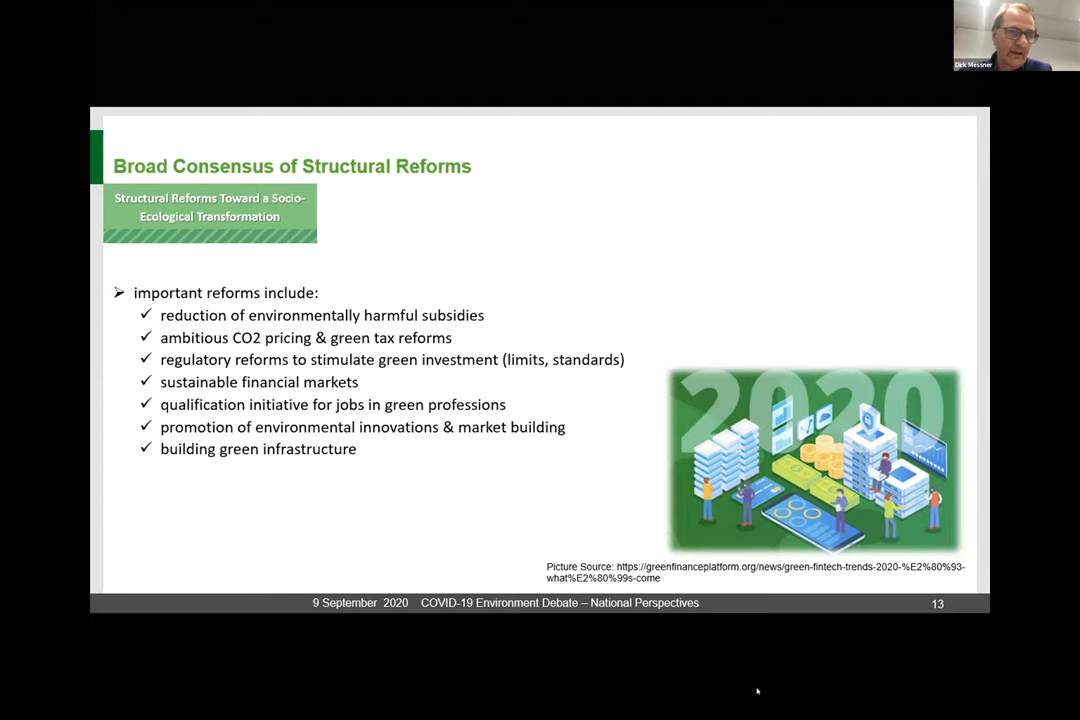 Dirk Messner
Broad Consensus of Structural Reforms
Structural Reforms Toward a Socio-
Ecological Transformation
➢ important reforms include:
✓ reduction of environmentally harmful subsidies
✓ ambitious CO2 pricing & green tax reforms
✓ regulatory reforms to stimulate green investment (limits, standards)
✓ sustainable financial markets
✓ qualification initiative for jobs in green professions
✓ promotion of environmental innovations & market building
✓ building green infrastructure
2020
Picture Source: https://greenfinanceplatform.org/news/green-fintech-trends-2020-%E2%80%93-
what%E2%80%99s-come
9 September 2020 COVID-19 Environment Debate – National Perspectives 13